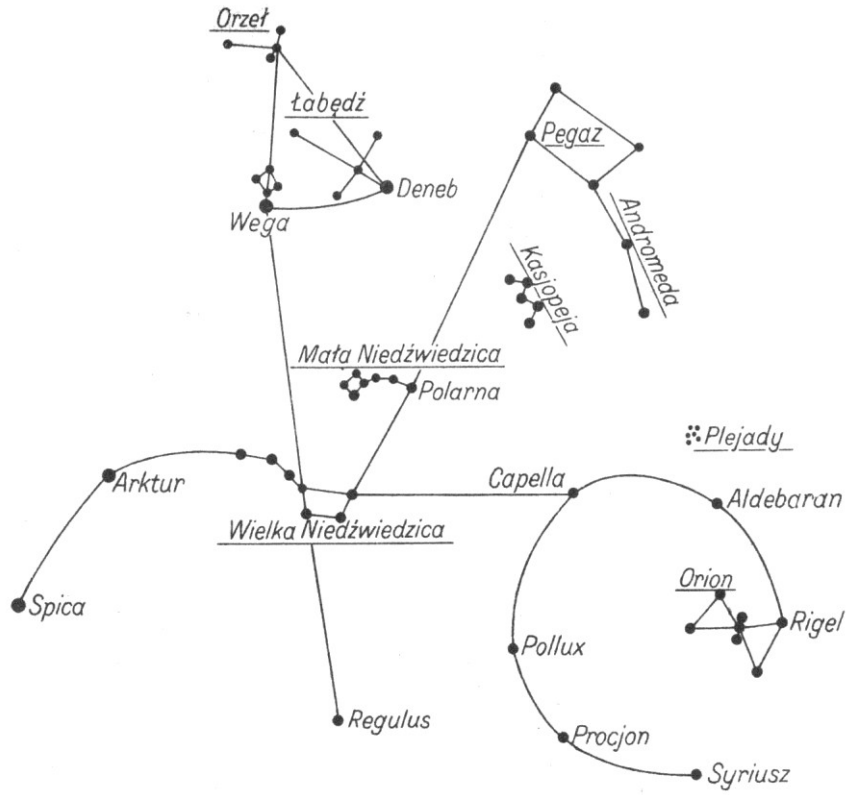 Orzeł
Łabędź
Deneb
Wega
Pegaz
Andromeda
Kasjopeja
Mała Niedźwiedzica
Polarna
Plejady
Arktur
Capella
Aldebaran
Wielka Niedźwiedzica
Spica
Orion
Rigel
Pollux
Regulus
Procjon
Syriusz